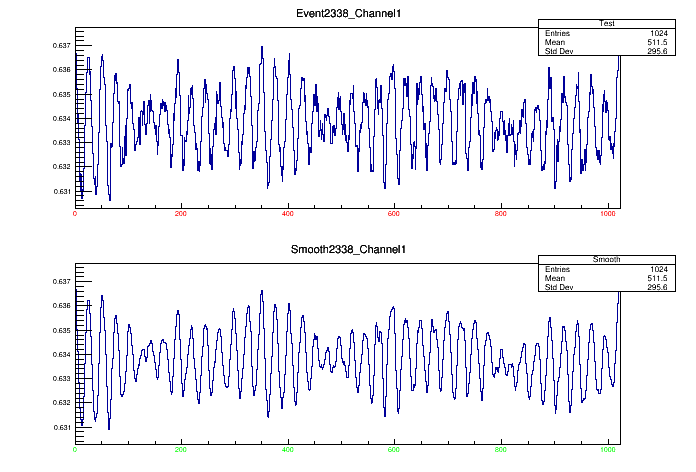 Event2338_Channel1
Test
Entries 1024
Mean 511.5
Std Dev 295.6
0.637
0.636
0.635
0.634
0.633
0.632
0.631
0 200 400 600 800 1000
Smooth2338_Channel1
Smooth
Entries 1024
Mean 511.5
Std Dev 295.6
0.637
0.636
0.635
0.634
0.633
0.632
0.631
0 200 400 600 800 1000